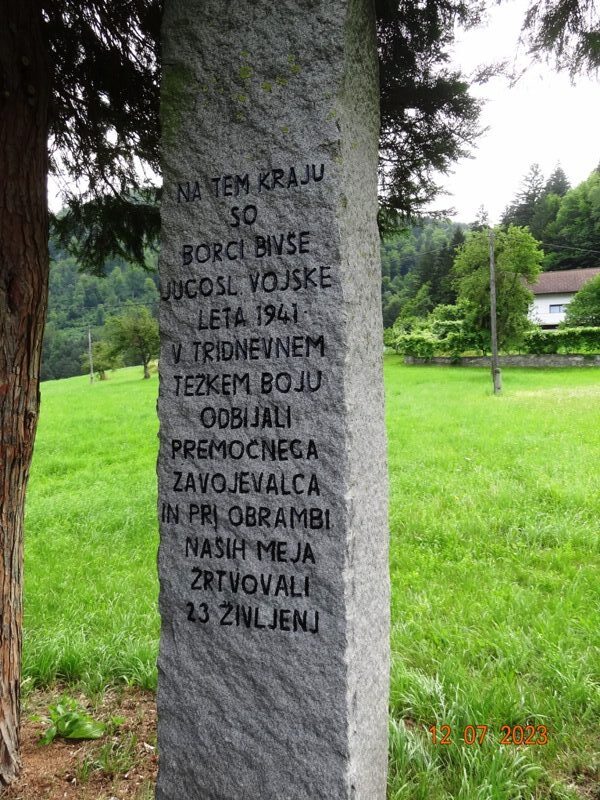 NA TEM KRAJU
SO
BORCI BIVŠE
JUGOSL. VOJSKE
LETA 1941
V TRIDNEVNEM
TEŽKEM BOJU
ODBIJALI
PREMOČNEGA
ZAVOJEVALCA
IN PRI OBRAMBI
NAŠIH MEJA
ŽRTVOVALI
23 ŽIVLJENJ
12 07 2023